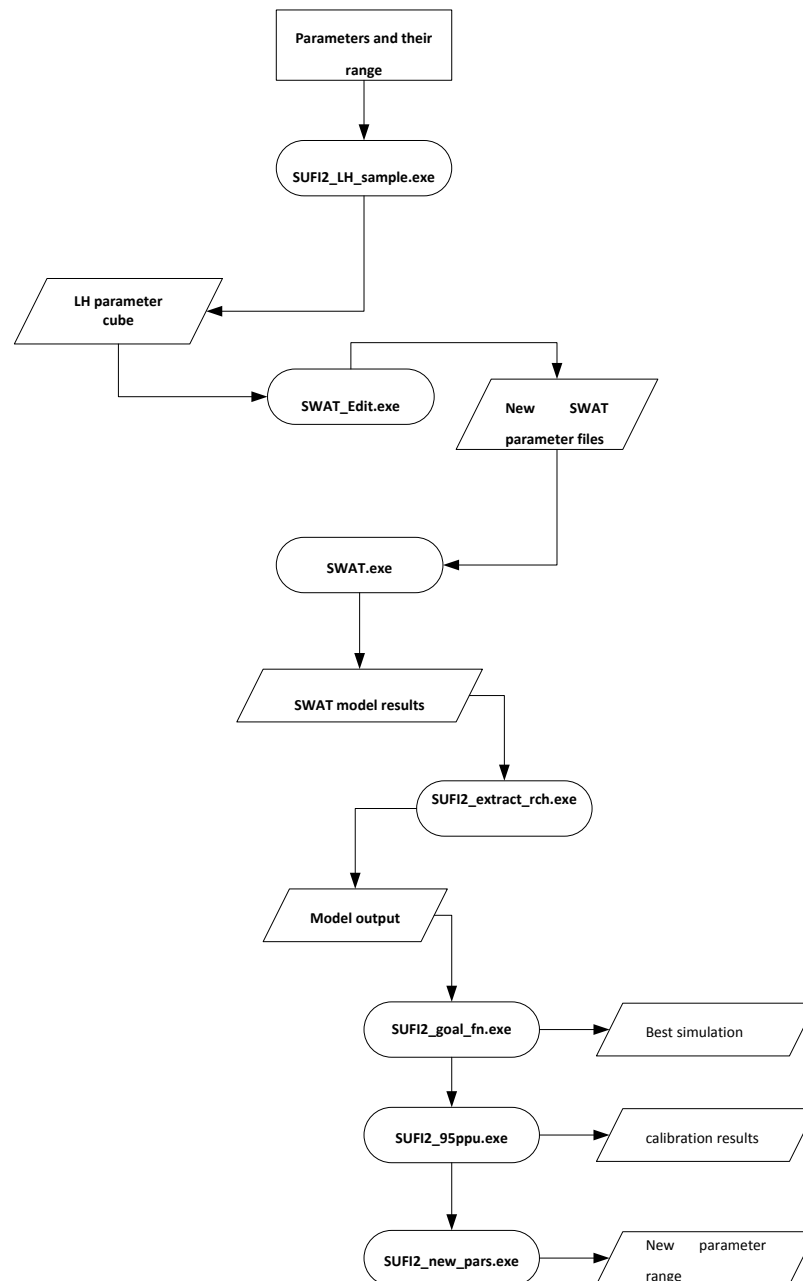 Parameters and their
range
SUFI2_LH_sample.exe
LH parameter
cube
SWAT_Edit.exe
New SWAT
parameter files
SWAT.exe
SWAT model results
SUFI2_extract_rch.exe
Model output
SUFI2_goal_fn.exe
Best simulation
SUFI2_95ppu.exe
calibration results
SUFI2_new_pars.exe
New parameter
range